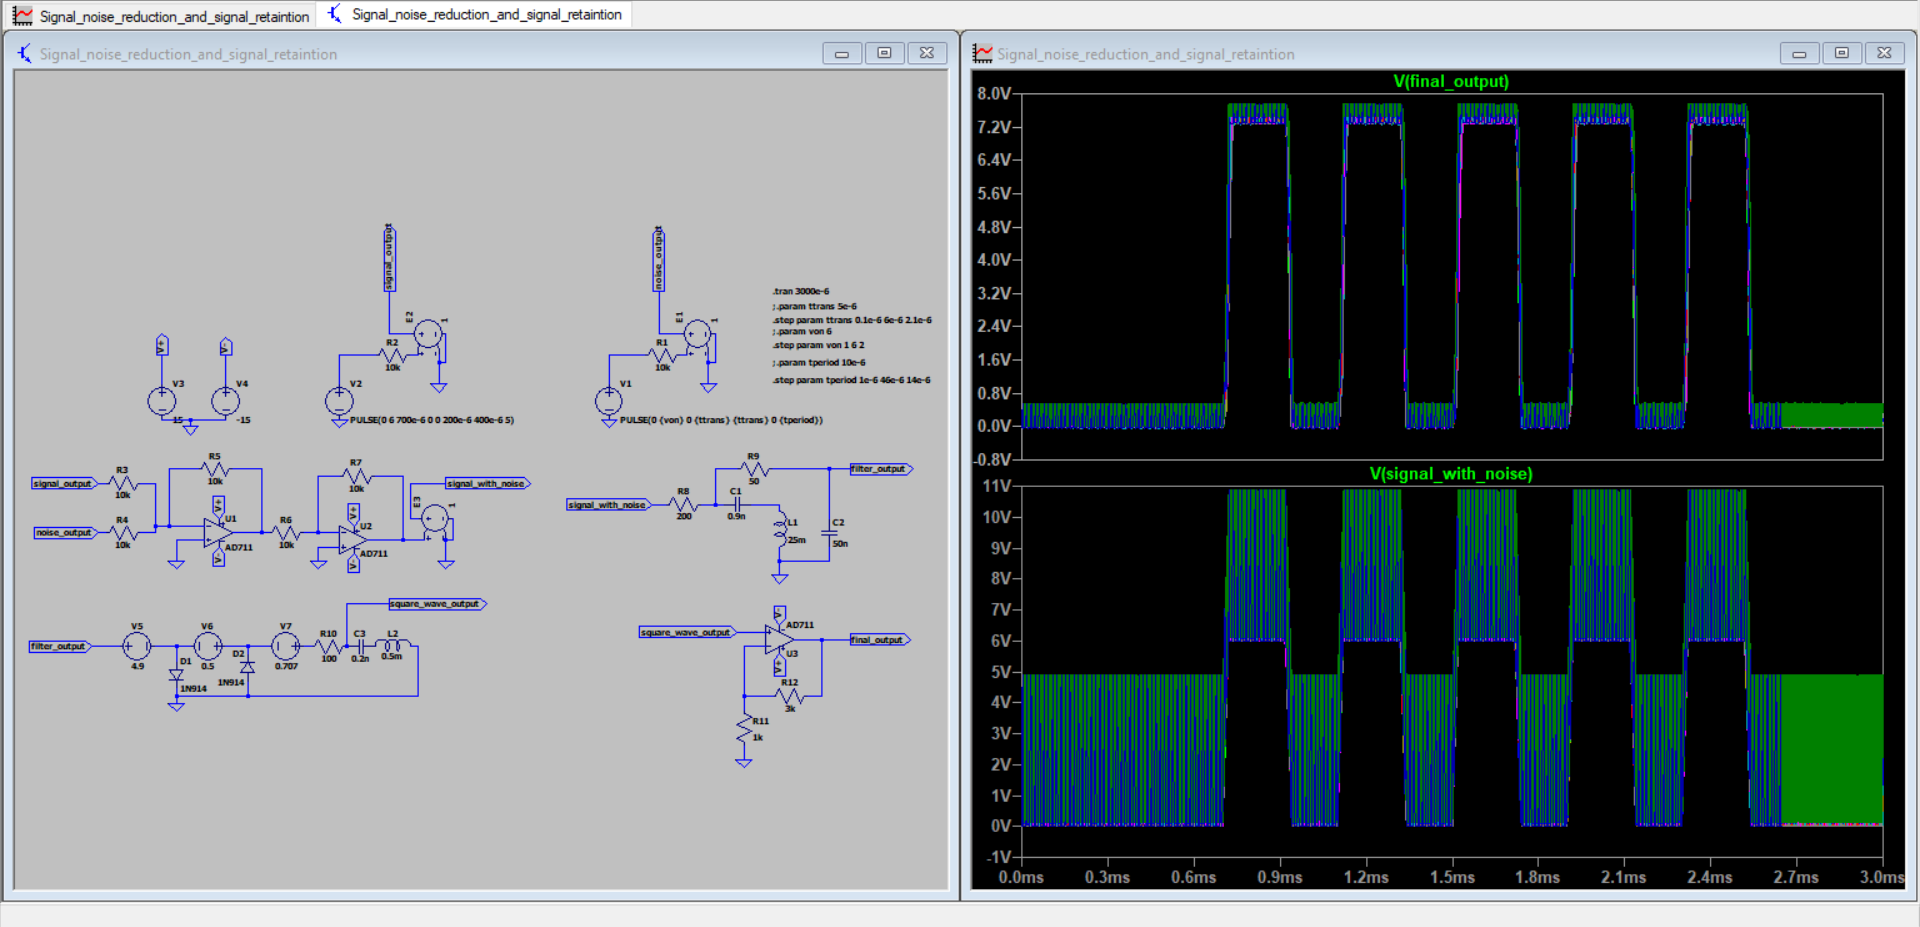 Signal_noise_reduction_and_signal_retaintion
Signal_noise_reduction_and_signal_retaintion
Signal_noise_reduction_and_signal_retaintion
signal_output
noise_output
.tran 3000e-6
;.param ttrans 5e-6
.step param ttrans 0.1e-6 6e-6 2.1e-6
;.param von 6
.step param von 1 6 2
;.param tperiod 10e-6
.step param tperiod 1e-6 46e-6 14e-6
E2
1
R2
10k
E1
1
R1
10k
V+
V-
V3
15
V4
-15
V2
PULSE(0 6 700e-6 0 0 200e-6 400e-6 5)
V1
PULSE(0 {von} 0 {ttrans} {ttrans} 0 {tperiod})
signal_output
R3
10k
R5
10k
noise_output
R4
10k
V+
U1
AD711
V-
R6
10k
R7
10k
V+
U2
AD711
V-
E3
1
signal_with_noise
signal_with_noise
R8
200
R9
50
C1
0.9n
L1
25m
C2
50n
filter_output
filter_output
V5
4.9
D1
1N914
V6
0.5
D2
1N914
V7
0.707
R10
100
C3
0.2n
L2
0.5m
square_wave_output
square_wave_output
V-
AD711
U3
V+
final_output
R12
3k
R11
1k
Signal_noise_reduction_and_signal_retaintion
V(final_output)
8.0V
7.2V
6.4V
5.6V
4.8V
4.0V
3.2V
2.4V
1.6V
0.8V
0.0V
-0.8V
V(signal_with_noise)
11V
10V
9V
8V
7V
6V
5V
4V
3V
2V
1V
0V
-1V
0.0ms 0.3ms 0.6ms 0.9ms 1.2ms 1.5ms 1.8ms 2.1ms 2.4ms 2.7ms 3.0ms